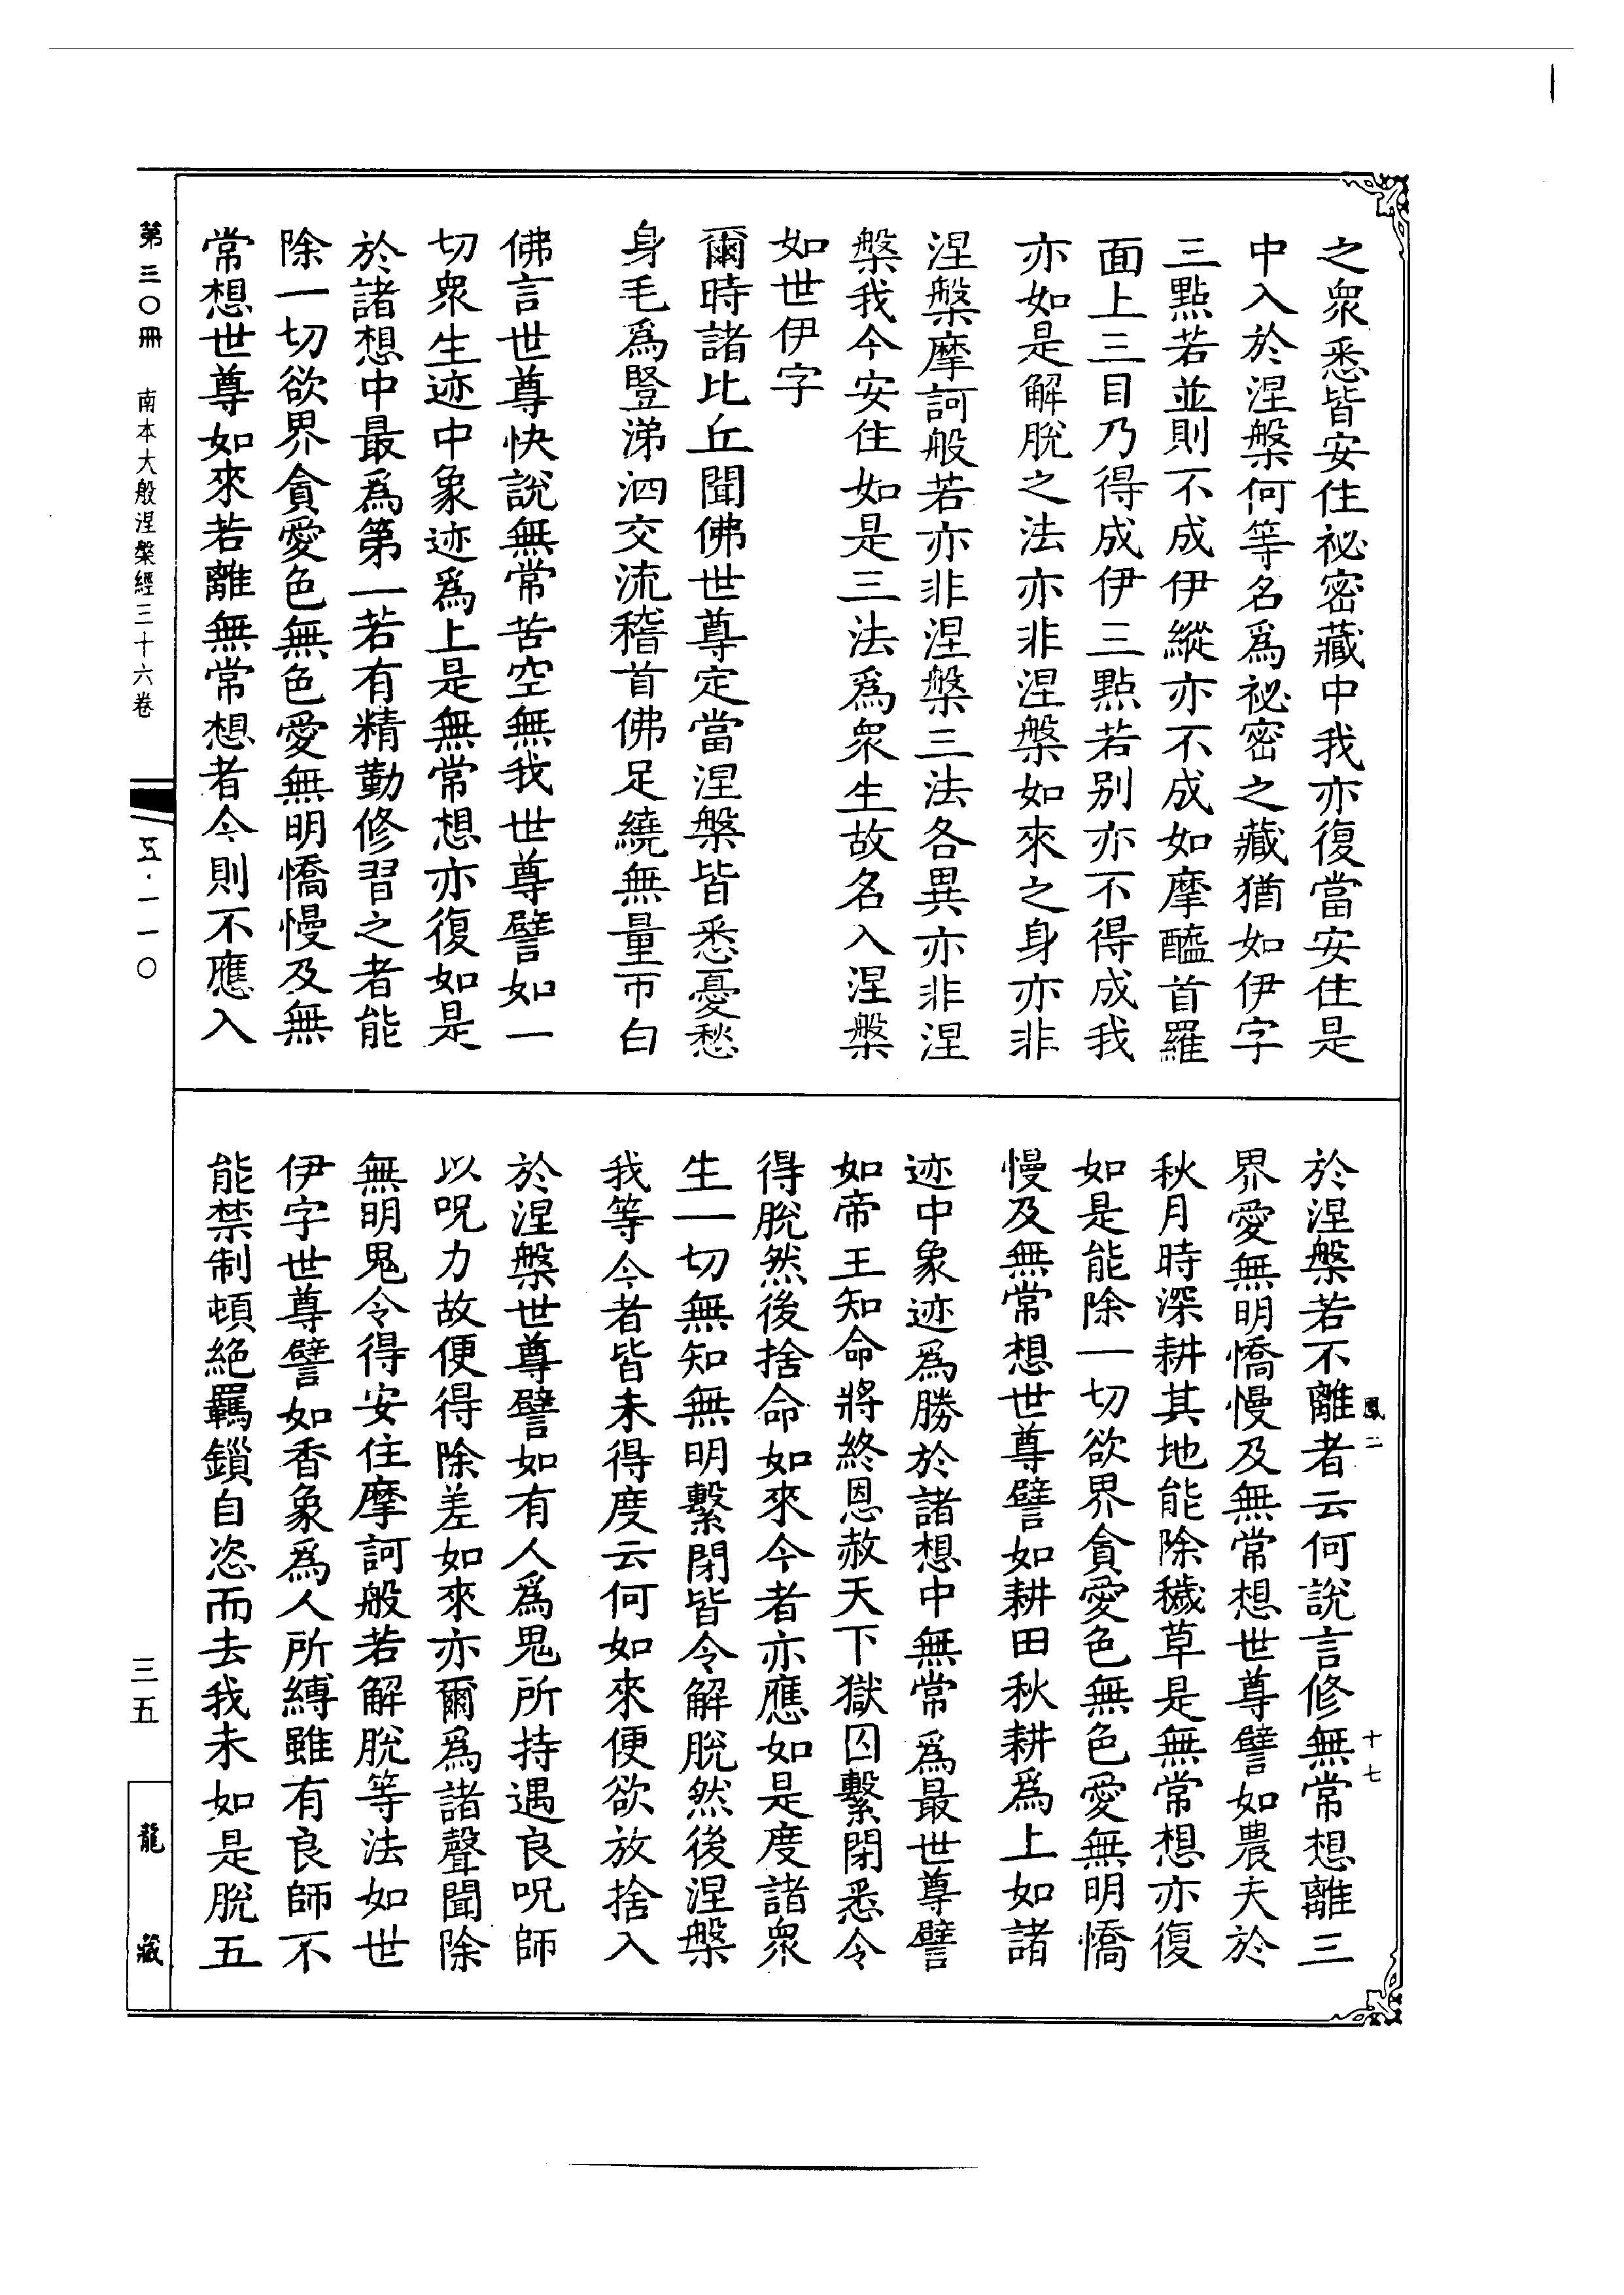 之衆悉皆安住祕密藏中我亦復當安住是
中入於涅槃何等名爲祕密之藏猶如伊字
三點若並則不成伊縱亦不成如摩醯首羅
面上三目乃得成伊三點若别亦不得成我
亦如是解脫之法亦非涅槃如來之身亦非
涅槃摩訶般若亦非涅槃三法各異亦非涅
槃我今安住如是三法爲衆生故名入涅槃
如世伊字
爾時諸比丘聞佛世尊定當涅槃皆悉憂愁
身毛爲豎涕泗交流稽首佛足繞無量帀白
佛言世尊快說無常苦空無我世尊譬如一
切衆生迹中象迹爲上是無常想亦復如是
於諸想中最爲第一若有精勤修習之者能
除一切欲界貪愛色無色愛無明憍慢及無
常想世尊如來若離無常想者今則不應入
於涅槃若不離者云何說言修無常想離三
界愛無明憍慢及無常想世尊譬如農夫於
秋月時深耕其地能除穢草是無常想亦復
如是能除一切欲界貪愛色無色愛無明憍
慢及無常想世尊譬如耕田秋耕爲上如諸
迹中象迹爲勝於諸想中無常爲最世尊譬
如帝王知命將終恩赦天下獄囚繫閉悉令
得脫然後捨命如來今者亦應如是度諸衆
生一切無知無明繫閉皆令解脫然後涅槃
我等今者皆未得度云何如來便欲放捨入
於涅槃世尊譬如有人爲鬼所持遇良呪師
以呪力故便得除差如來亦爾爲諸聲聞除
無明鬼令得安住摩訶般若解脫等法如世
伊字世尊譬如香象爲人所縛雖有良師不
能禁制頓絕羈鎖自恣而去我未如是脫五
鳳二
十七
第三〇冊 南本大般涅槃經三十六卷
五·一一〇
三五
龍藏